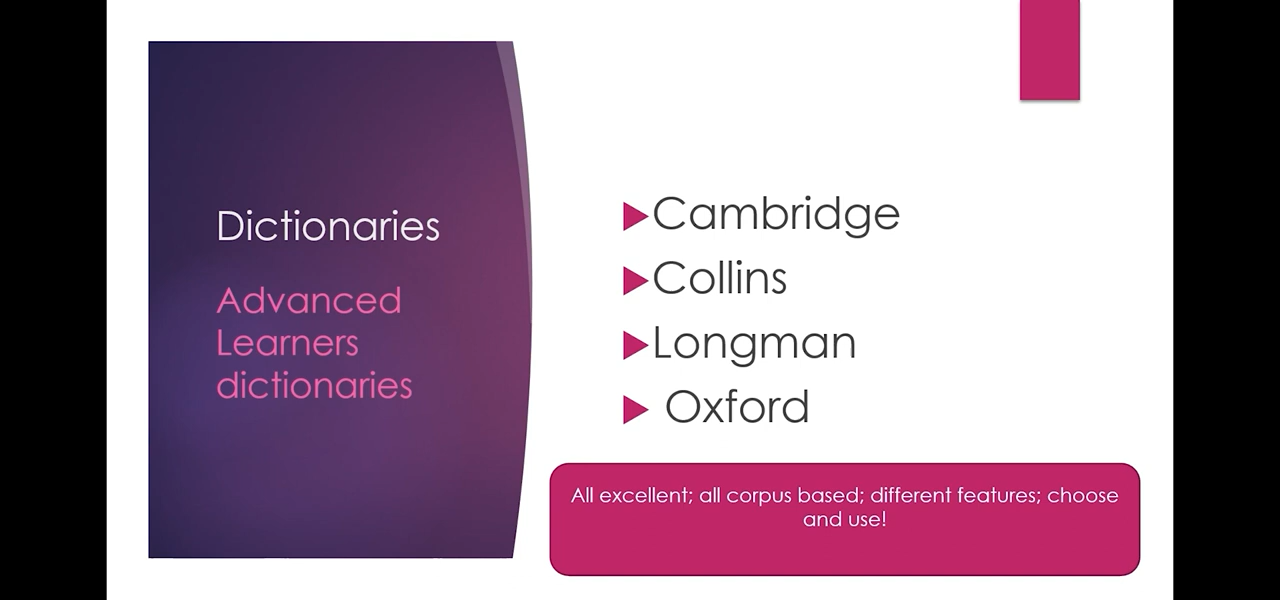 Dictionaries
Advanced
Learners
dictionaries
Cambridge
Collins
Longman
Oxford
All excellent; all corpus based; different features; choose
and use!